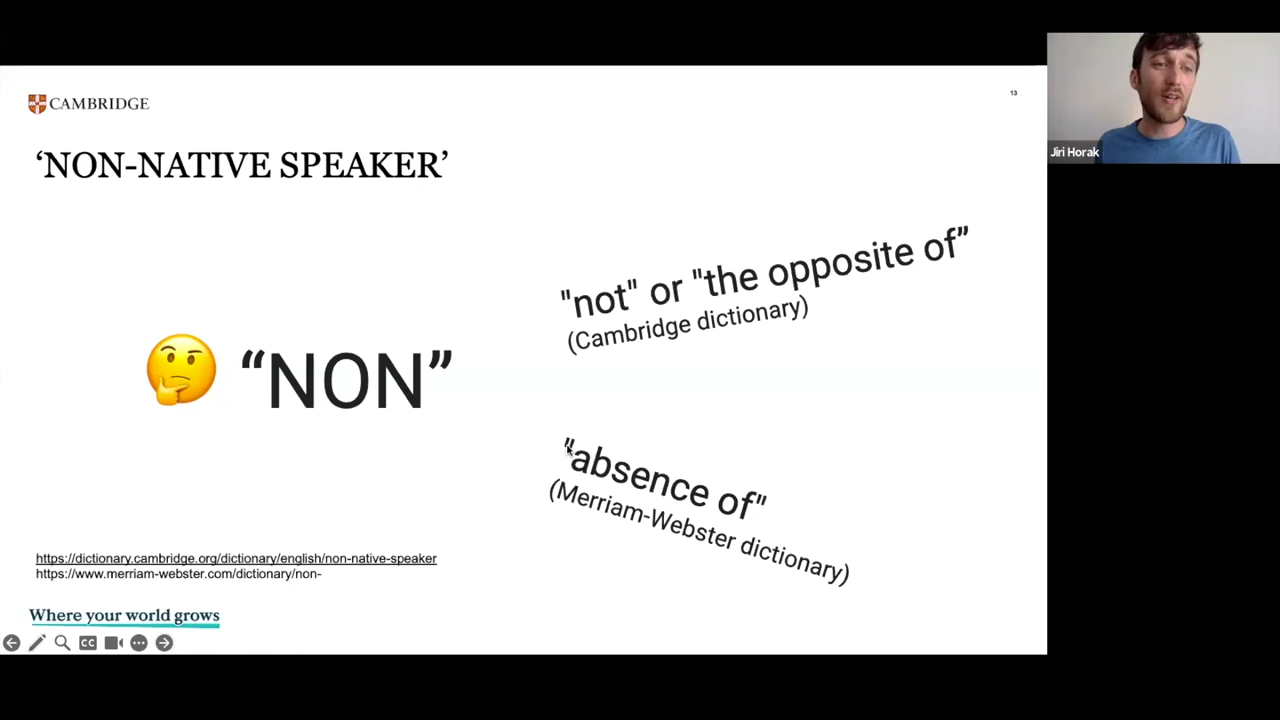 CAMBRIDGE
13
‘NON-NATIVE SPEAKER’
"not" or "the opposite of”
(Cambridge dictionary)
“NON”
"absence of"
(Merriam-Webster dictionary)
https://dictionary.cambridge.org/dictionary/english/non-native-speaker
https://www.merriam-webster.com/dictionary/non-
Where your world grows
CC
Jiri Horak